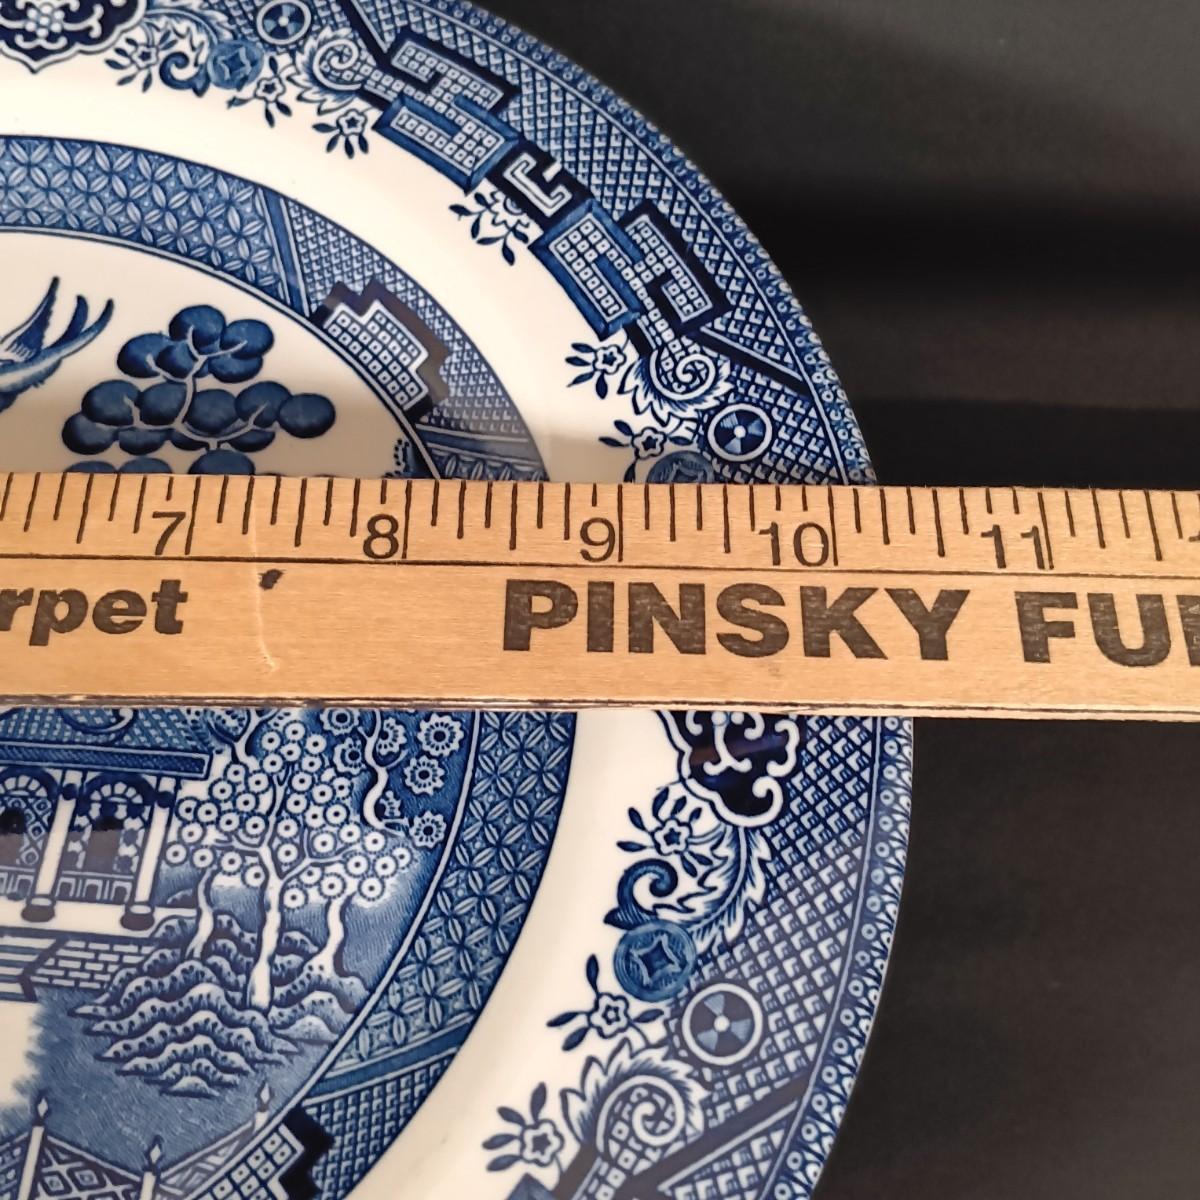 7 8 9 10 11
rpet PINSKY FU